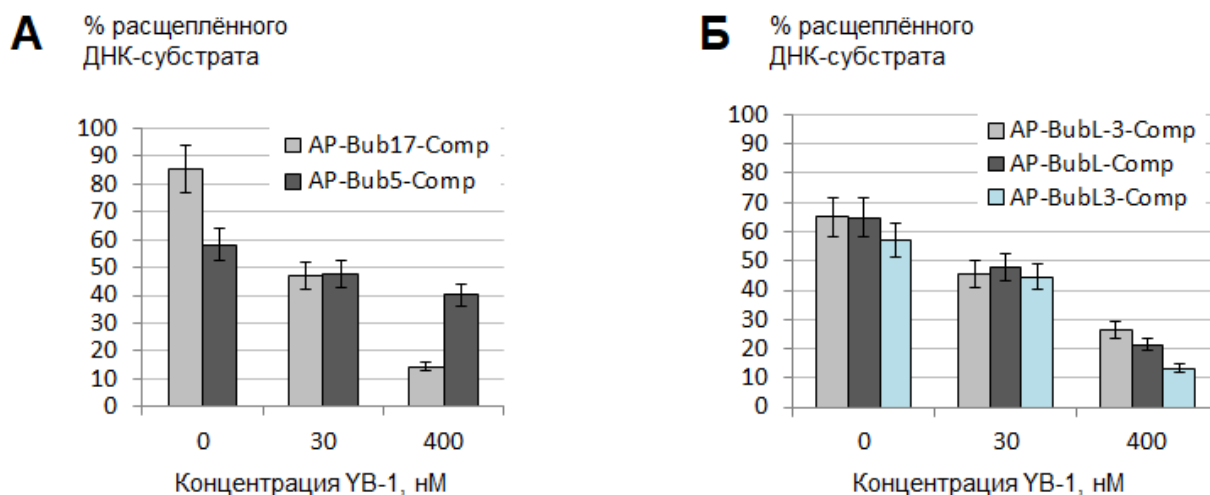 А
% расщеплённого
ДНК-субстрата
100
90
80
70
60
50
40
30
20
10
0
AP-Bub17-Comp
AP-Bub5-Comp
0 30 400
Концентрация YB-1, нМ
Б
% расщеплённого
ДНК-субстрата
100
90
80
70
60
50
40
30
20
10
0
AP-BubL-3-Comp
AP-BubL-Comp
AP-BubL3-Comp
0 30 400
Концентрация YB-1, нМ